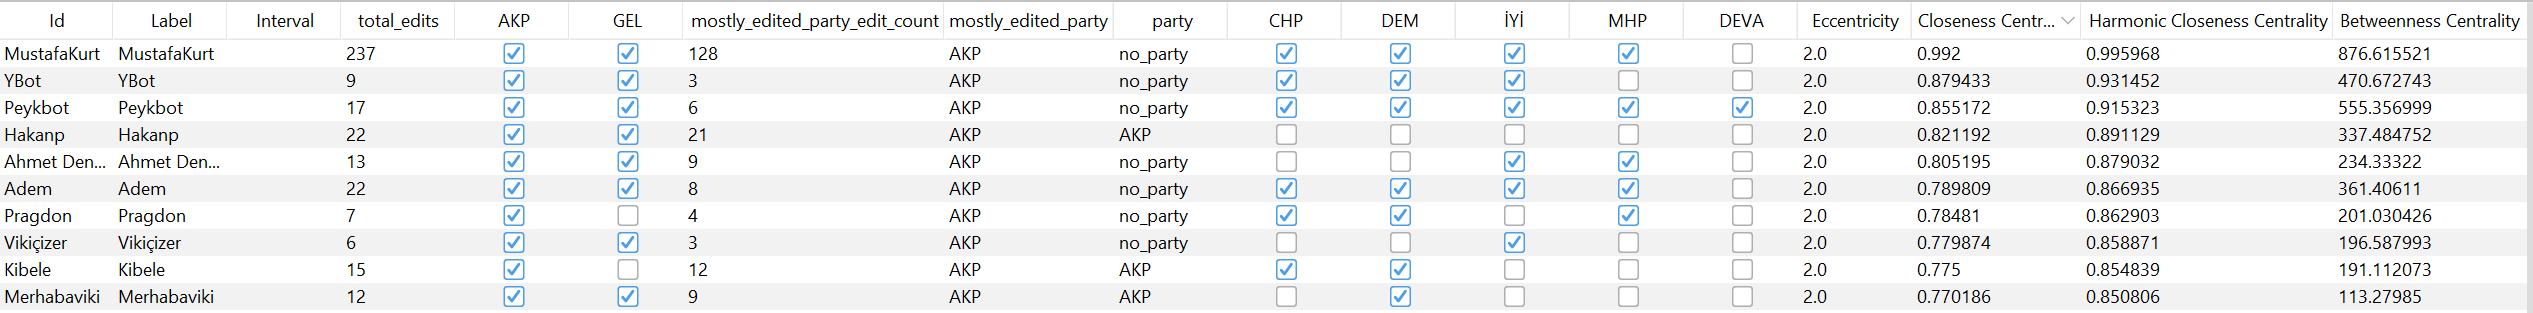 Id Label Interval total_edits AKP GEL mostly_edited_party_edit_count mostly_edited_party party CHP DEM İYİ MHP DEVA Eccentricity Closeness Centr... Harmonic Closeness Centrality Betweenness Centrality
MustafaKurt MustafaKurt 237 128 AKP no_party 2.0 0.992 0.995968 876.615521
YBot YBot 9 3 AKP no_party 2.0 0.879433 0.931452 470.672743
Peykbot Peykbot 17 6 AKP no_party 2.0 0.855172 0.915323 555.356999
Hakanp Hakanp 22 21 AKP AKP 2.0 0.821192 0.891129 337.484752
Ahmet Den... Ahmet Den... 13 9 AKP no_party 2.0 0.805195 0.879032 234.33322
Adem Adem 22 8 AKP no_party 2.0 0.789809 0.866935 361.40611
Pragdon Pragdon 7 4 AKP no_party 2.0 0.78481 0.862903 201.030426
Vikiçizer Vikiçizer 6 3 AKP no_party 2.0 0.779874 0.858871 196.587993
Kibele Kibele 15 12 AKP AKP 2.0 0.775 0.854839 191.112073
Merhabaviki Merhabaviki 12 9 AKP AKP 2.0 0.770186 0.850806 113.27985